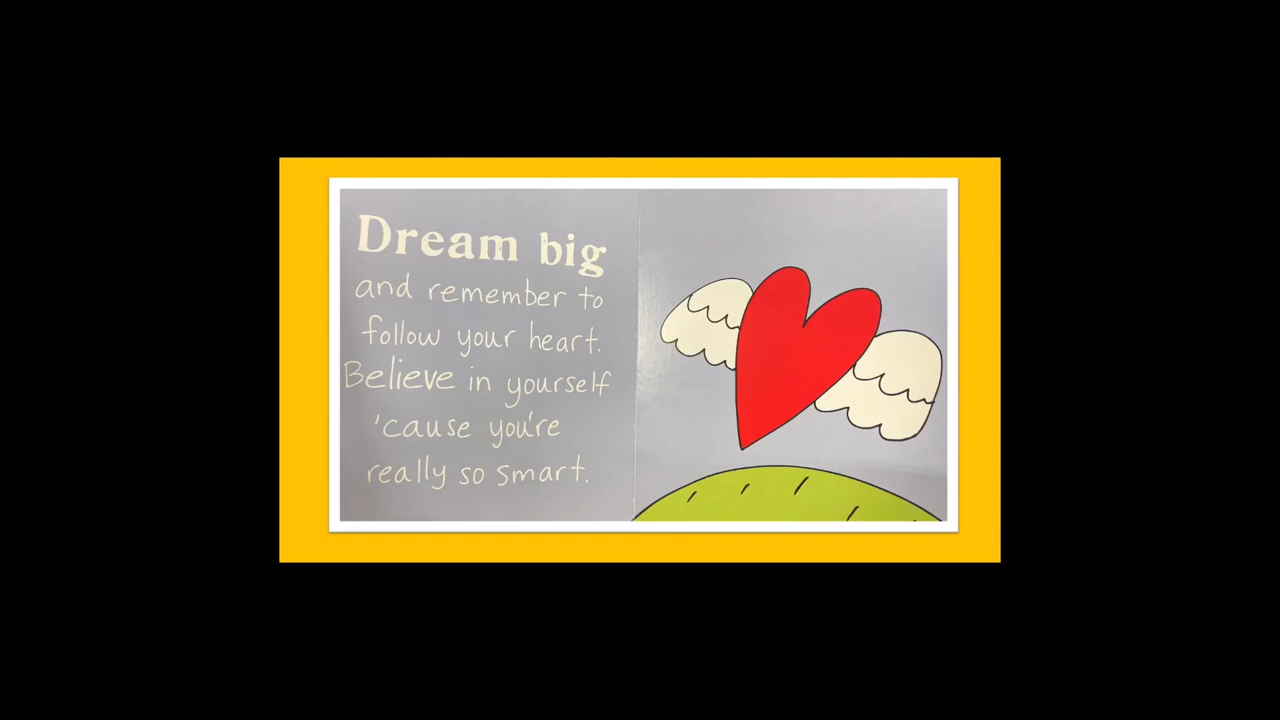 Dream big
and remember to
follow your heart.
Believe in yourself
'cause you're
really so smart.